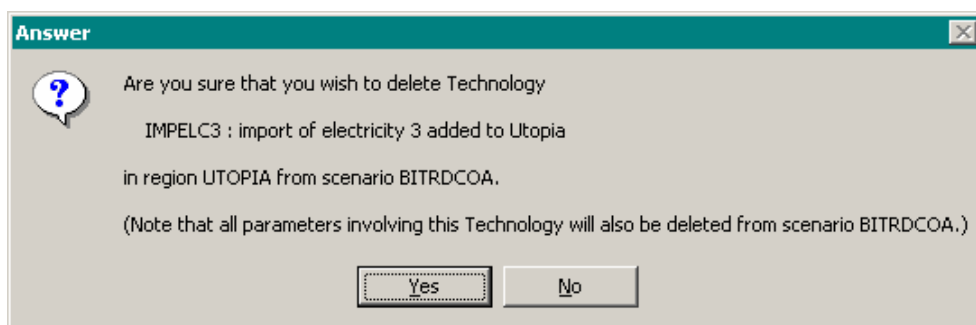 Answer
Are you sure that you wish to delete Technology
IMPELC3 : import of electricity 3 added to Utopia
in region UTOPIA from scenario BITRDCOA.
(Note that all parameters involving this Technology will also be deleted from scenario BITRDCOA.)
Yes No